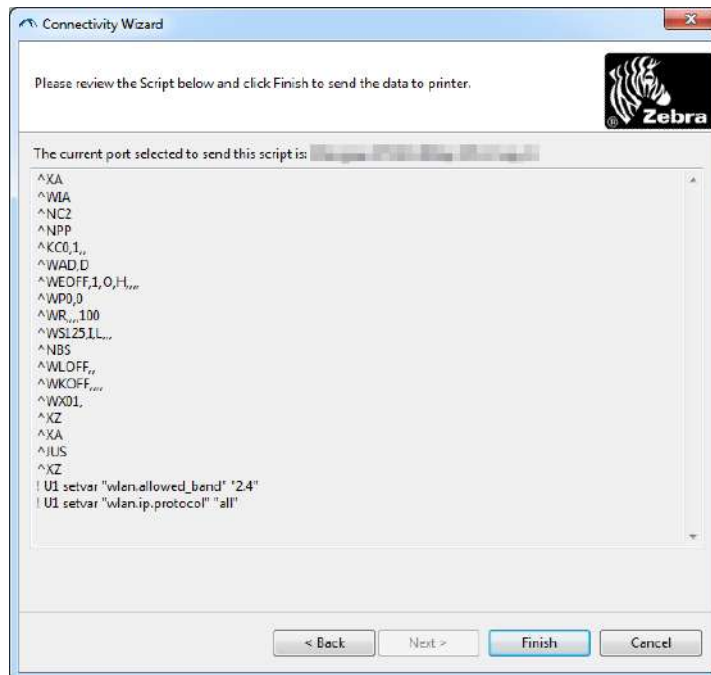 Connectivity Wizard
Please review the Script below and click Finish to send the data to printer.
® Zebra
The current port selected to send this script is:
^XA
^WIA
^NC2
^NPP
^KC0,1,,
^WAD,D
^WEOFF,1,O,H,,,,
^WP0,0
^WR,,,,100
^WS125,I,L,,,
^NBS
^WLOFF,,
^WKOFF,,,,
^WX01,
^XZ
^XA
^JUS
^XZ
! U1 setvar "wlan.allowed_band" "2.4"
! U1 setvar "wlan.ip.protocol" "all"
< Back
Next >
Finish
Cancel